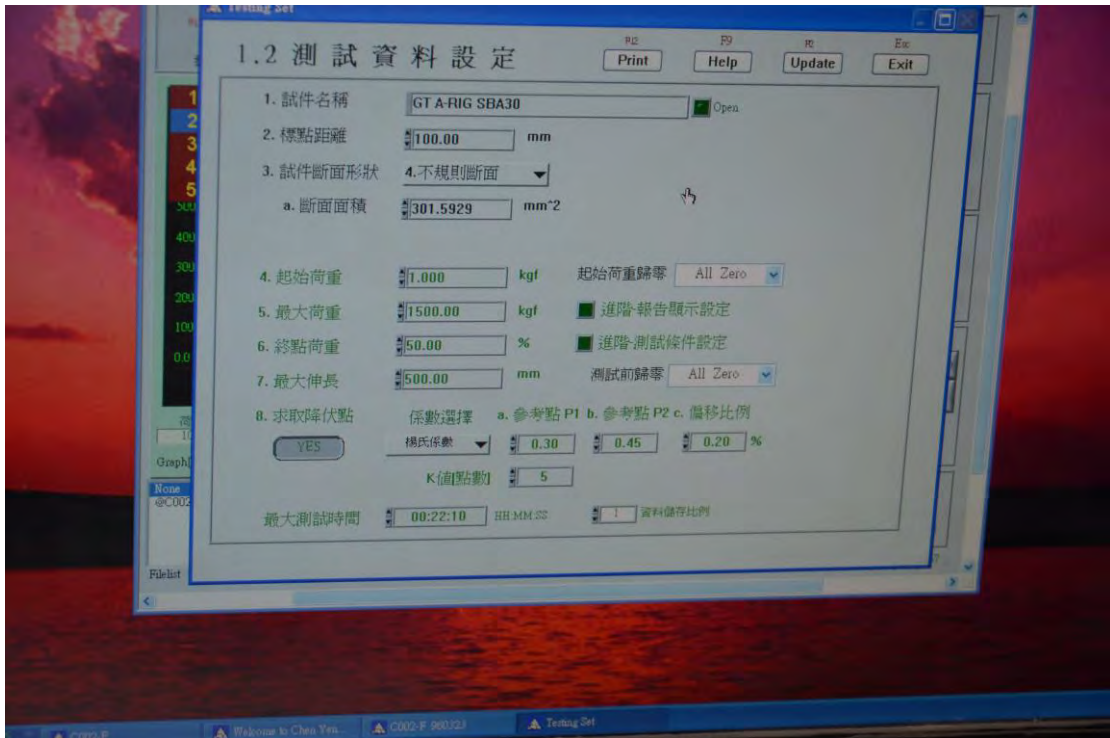 Testing Set
1.2 測試資料設定
F12 F9 F2 Esc
Print Help Update Exit
1. 試件名稱 GT A-RIG SBA30 Open
2. 標點距離 100.00 mm
3. 試件斷面形狀 4.不規則斷面
a. 斷面面積 301.5929 mm^2
4. 起始荷重 1.000 kgf 起始荷重歸零 All Zero
5. 最大荷重 1500.00 kgf 進階-報告顯示設定
6. 終點荷重 50.00 % 進階-測試條件設定
7. 最大伸長 500.00 mm 測試前歸零 All Zero
8. 求取降伏點 係數選擇 a. 參考點 P1 b. 參考點 P2 c. 偏移比例
YES 楊氏係數 0.30 0.45 0.20 %
K值[點數] 5
最大測試時間 00:22:10 HH:MM:SS 1 資料儲存比例
1
2
3
4
5
500
400
300
200
100
0.0
Graph
None
@C002
Filelist
C002-F
Welcome to Chen Yen...
C002-F 960323
Testing Set